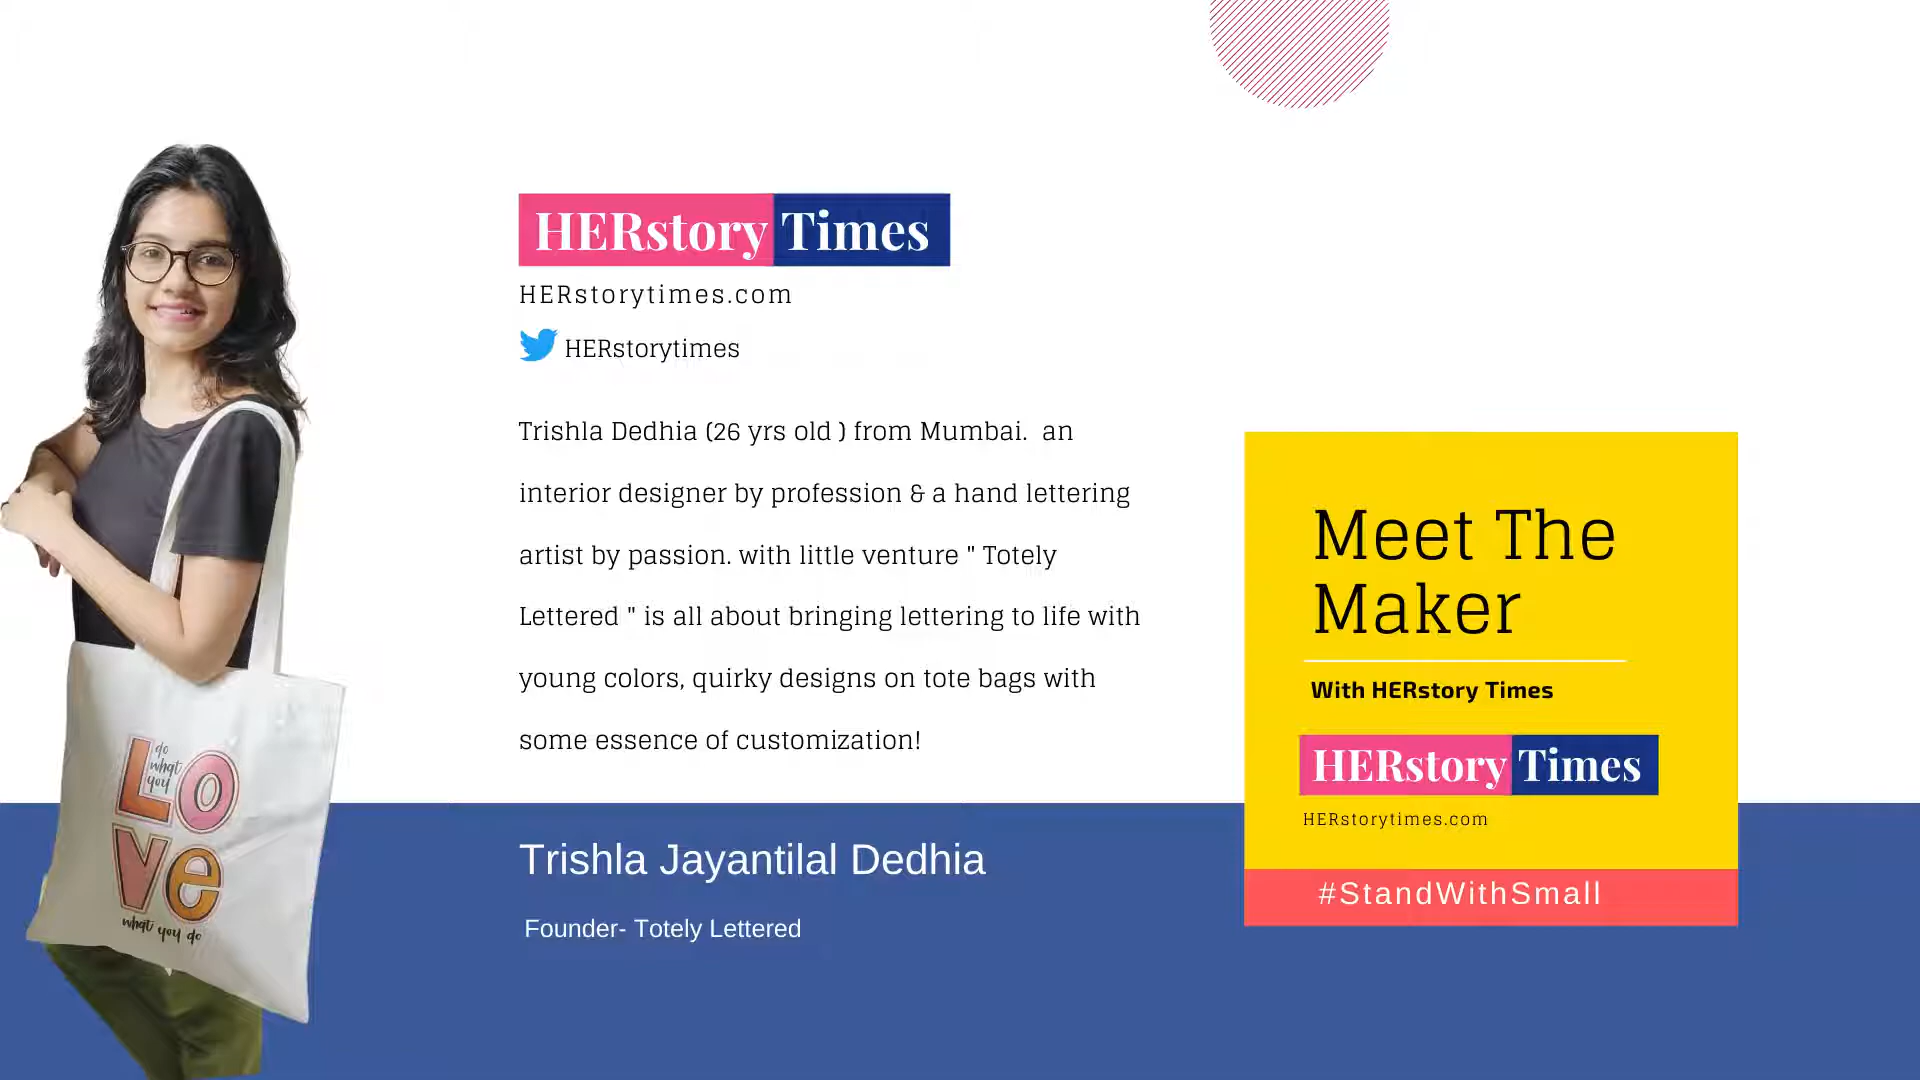 HERstory Times
HERstorytimes.com
HERstorytimes
Trishla Dedhia (26 yrs old ) from Mumbai.  an
interior designer by profession & a hand lettering
artist by passion. with little venture " Totely
Lettered " is all about bringing lettering to life with
young colors, quirky designs on tote bags with
some essence of customization!
Trishla Jayantilal Dedhia
Founder- Totely Lettered
Meet The
Maker
With HERstory Times
HERstory Times
HERstorytimes.com
#StandWithSmall
do
what
you
LO
Ve
what you do